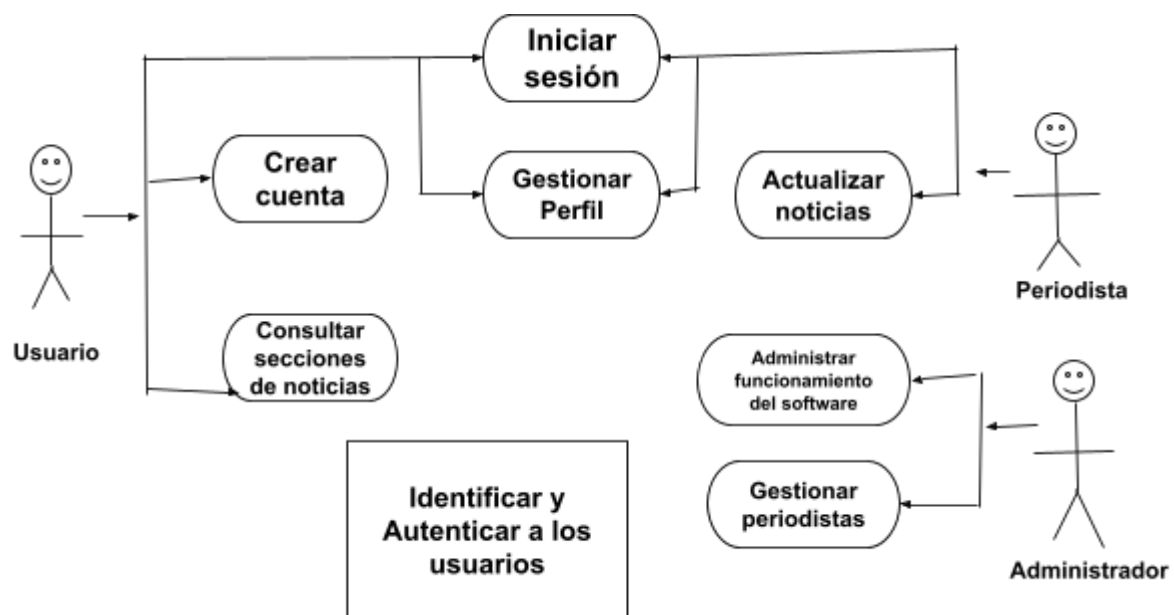 Iniciar
sesión
Crear
cuenta
Gestionar
Perfil
Actualizar
noticias
Usuario
Periodista
Consultar
secciones
de noticias
Administrar
funcionamiento
del software
Identificar y
Autenticar a los
usuarios
Gestionar
periodistas
Administrador